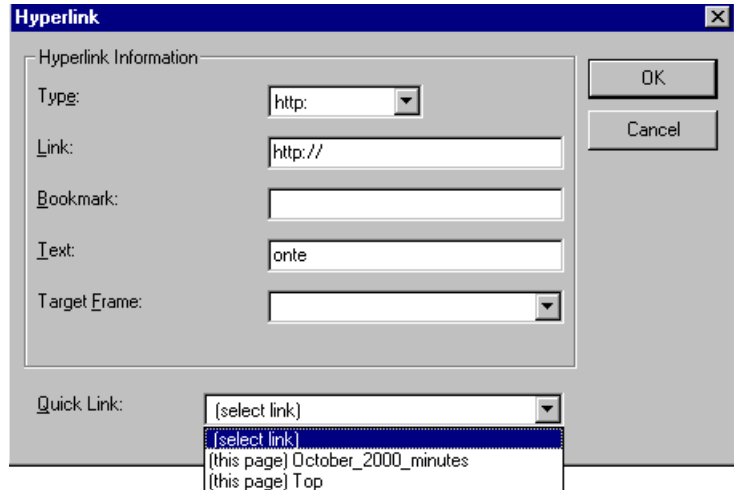 Hyperlink
Hyperlink Information
OK
Type:
http:
Cancel
Link:
http://
Bookmark:
Text:
onte
Target Frame:
Quick Link:
(select link)
(select link)
(this page) October_2000_minutes
(this page) Top